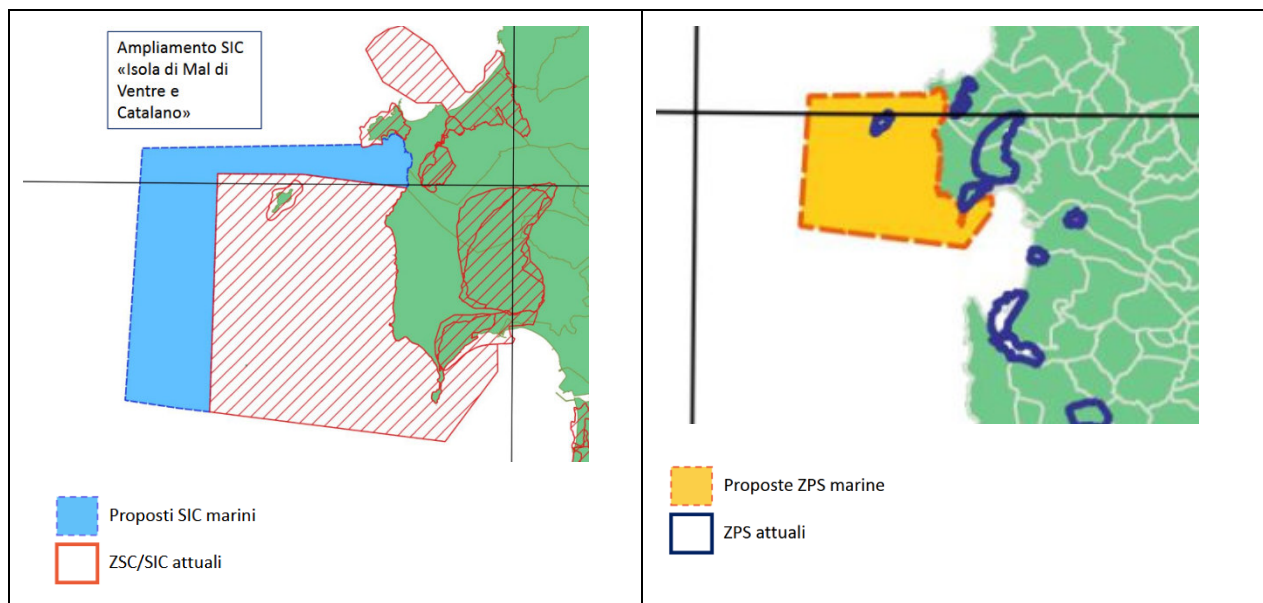 Ampliamento SIC
«Isola di Mal di
Ventre e
Catalano»
Proposti SIC marini
ZSC/SIC attuali
Proposte ZPS marine
ZPS attuali